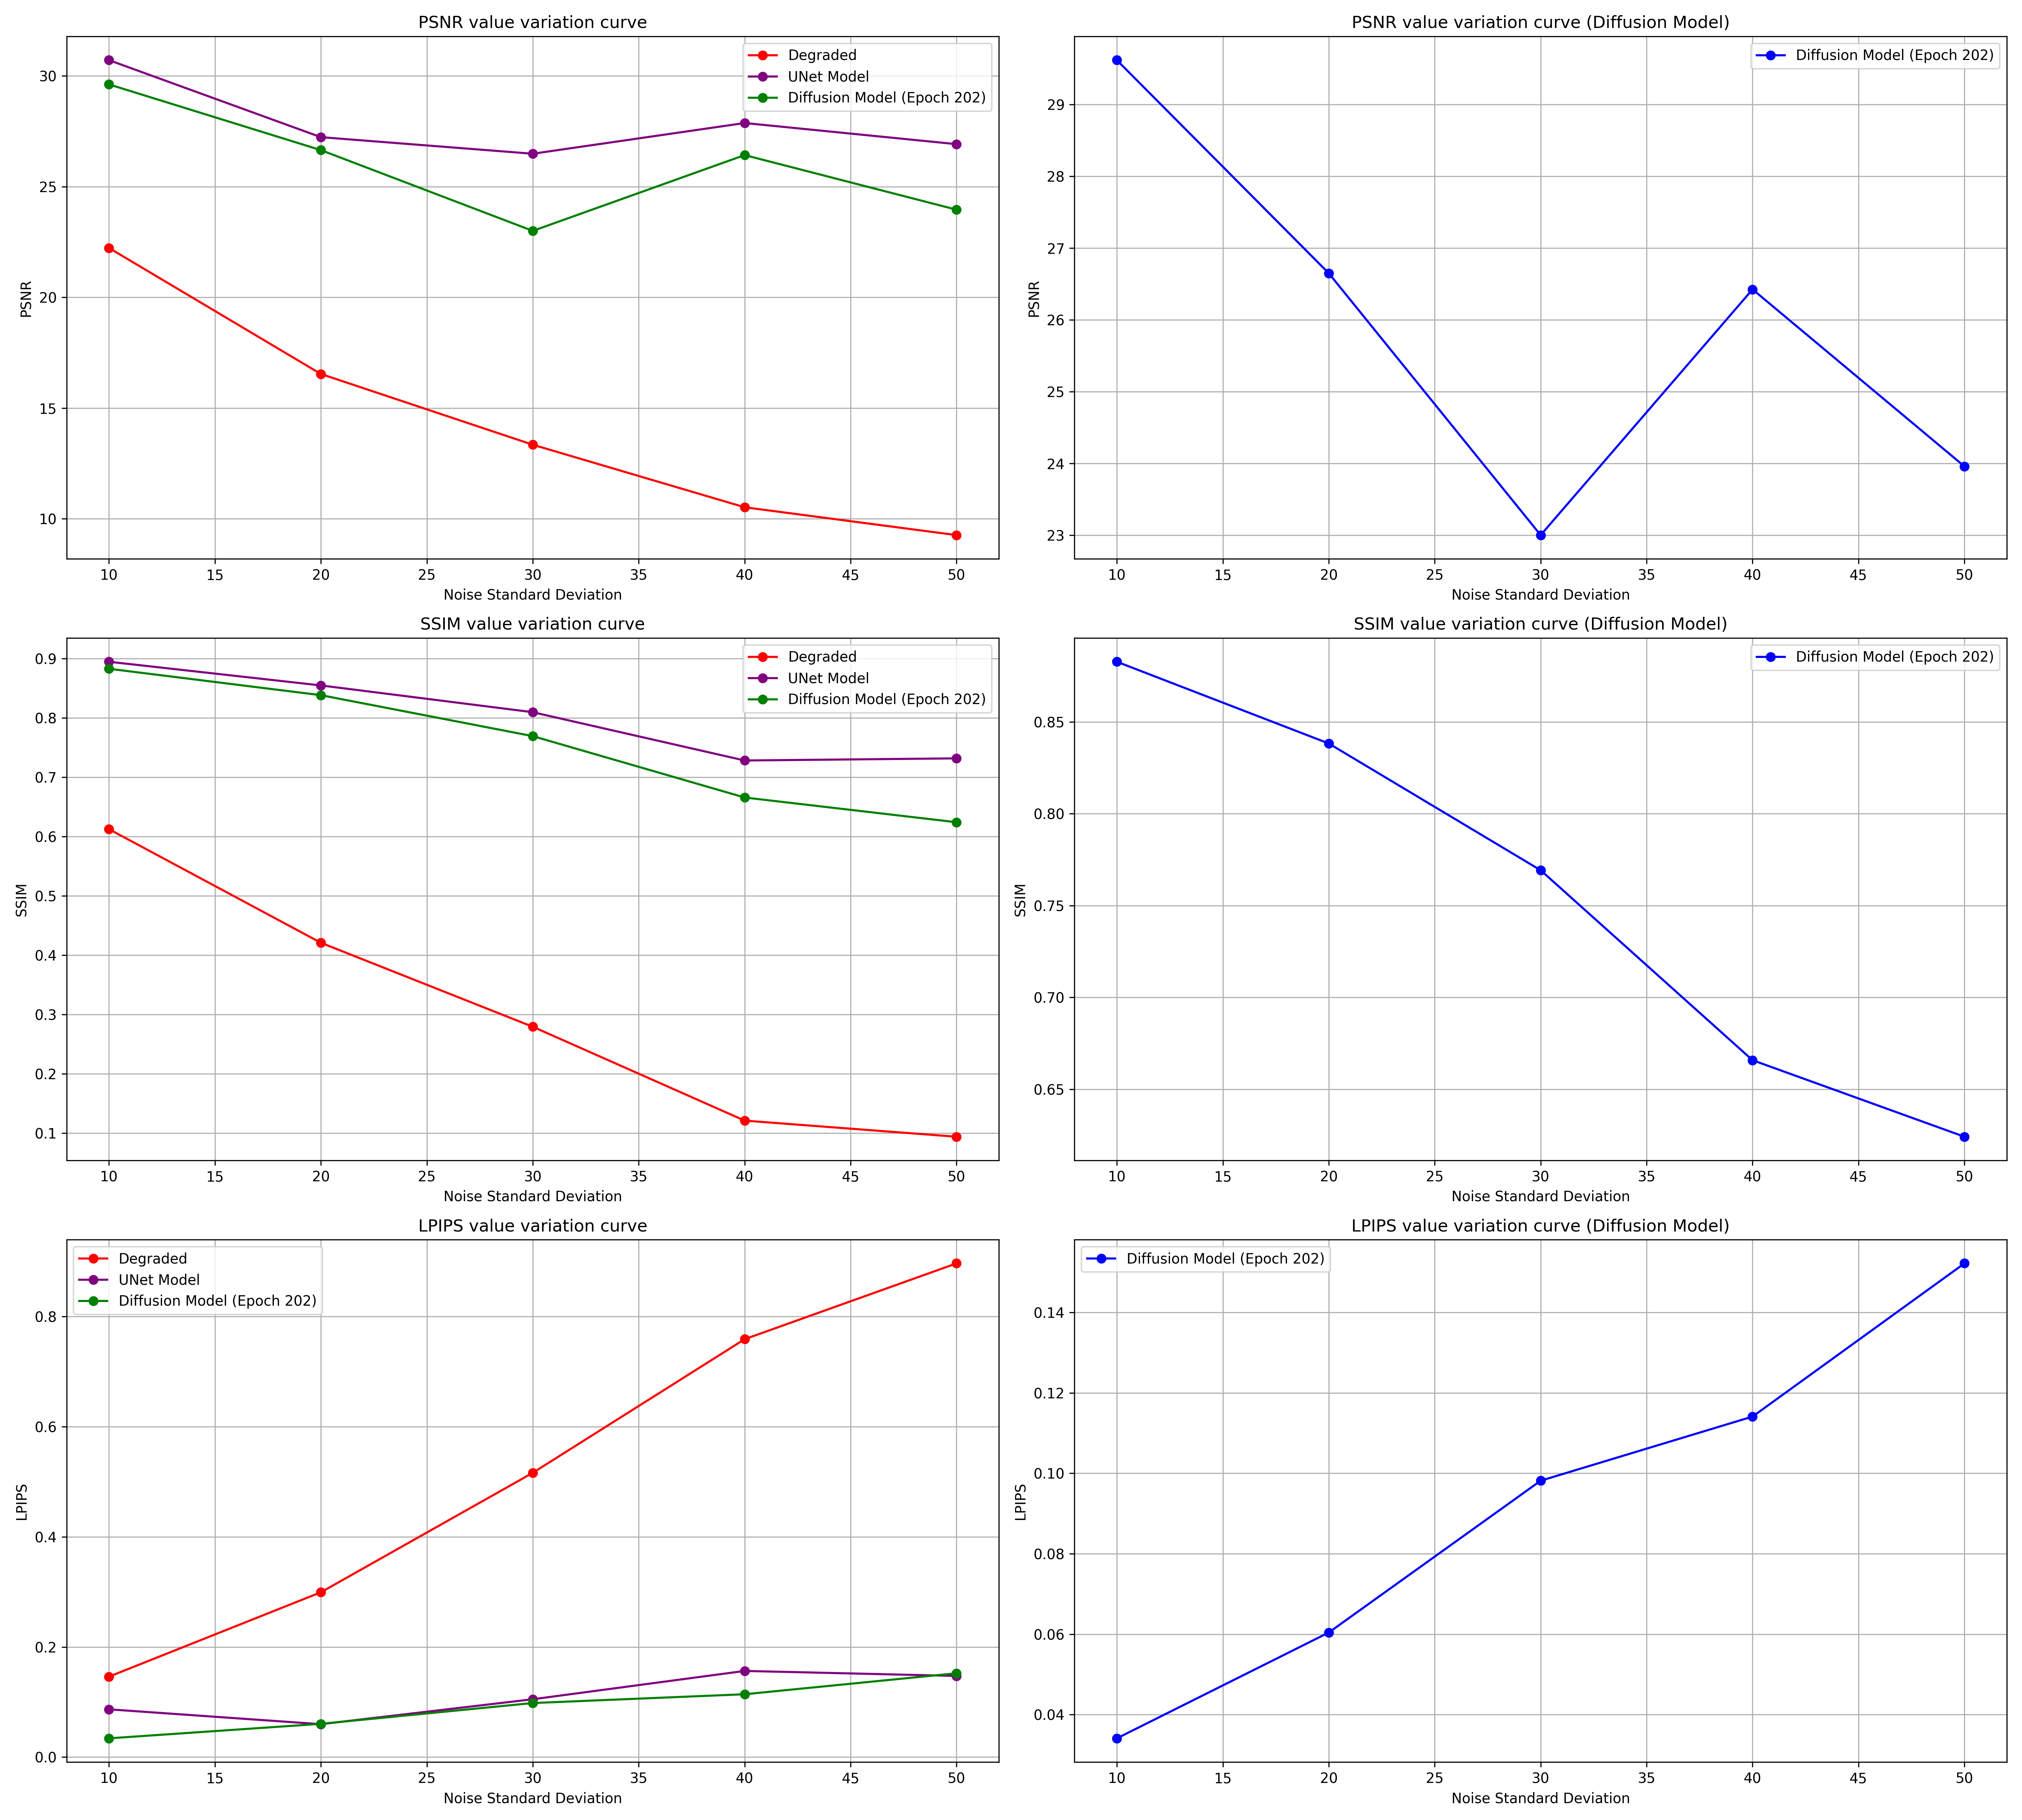 PSNR value variation curve
Degraded
UNet Model
Diffusion Model (Epoch 202)
30
25
20
15
10
PSNR
10 15 20 25 30 35 40 45 50
Noise Standard Deviation
PSNR value variation curve (Diffusion Model)
Diffusion Model (Epoch 202)
29
28
27
26
25
24
23
PSNR
10 15 20 25 30 35 40 45 50
Noise Standard Deviation
SSIM value variation curve
Degraded
UNet Model
Diffusion Model (Epoch 202)
0.9
0.8
0.7
0.6
0.5
0.4
0.3
0.2
0.1
SSIM
10 15 20 25 30 35 40 45 50
Noise Standard Deviation
SSIM value variation curve (Diffusion Model)
Diffusion Model (Epoch 202)
0.85
0.80
0.75
0.70
0.65
SSIM
10 15 20 25 30 35 40 45 50
Noise Standard Deviation
LPIPS value variation curve
Degraded
UNet Model
Diffusion Model (Epoch 202)
0.8
0.6
0.4
0.2
0.0
LPIPS
10 15 20 25 30 35 40 45 50
Noise Standard Deviation
LPIPS value variation curve (Diffusion Model)
Diffusion Model (Epoch 202)
0.14
0.12
0.10
0.08
0.06
0.04
LPIPS
10 15 20 25 30 35 40 45 50
Noise Standard Deviation